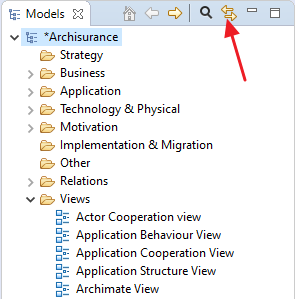 Models
*Archisurance
Strategy
Business
Application
Technology & Physical
Motivation
Implementation & Migration
Other
Relations
Views
Actor Cooperation view
Application Behaviour View
Application Cooperation View
Application Structure View
Archimate View